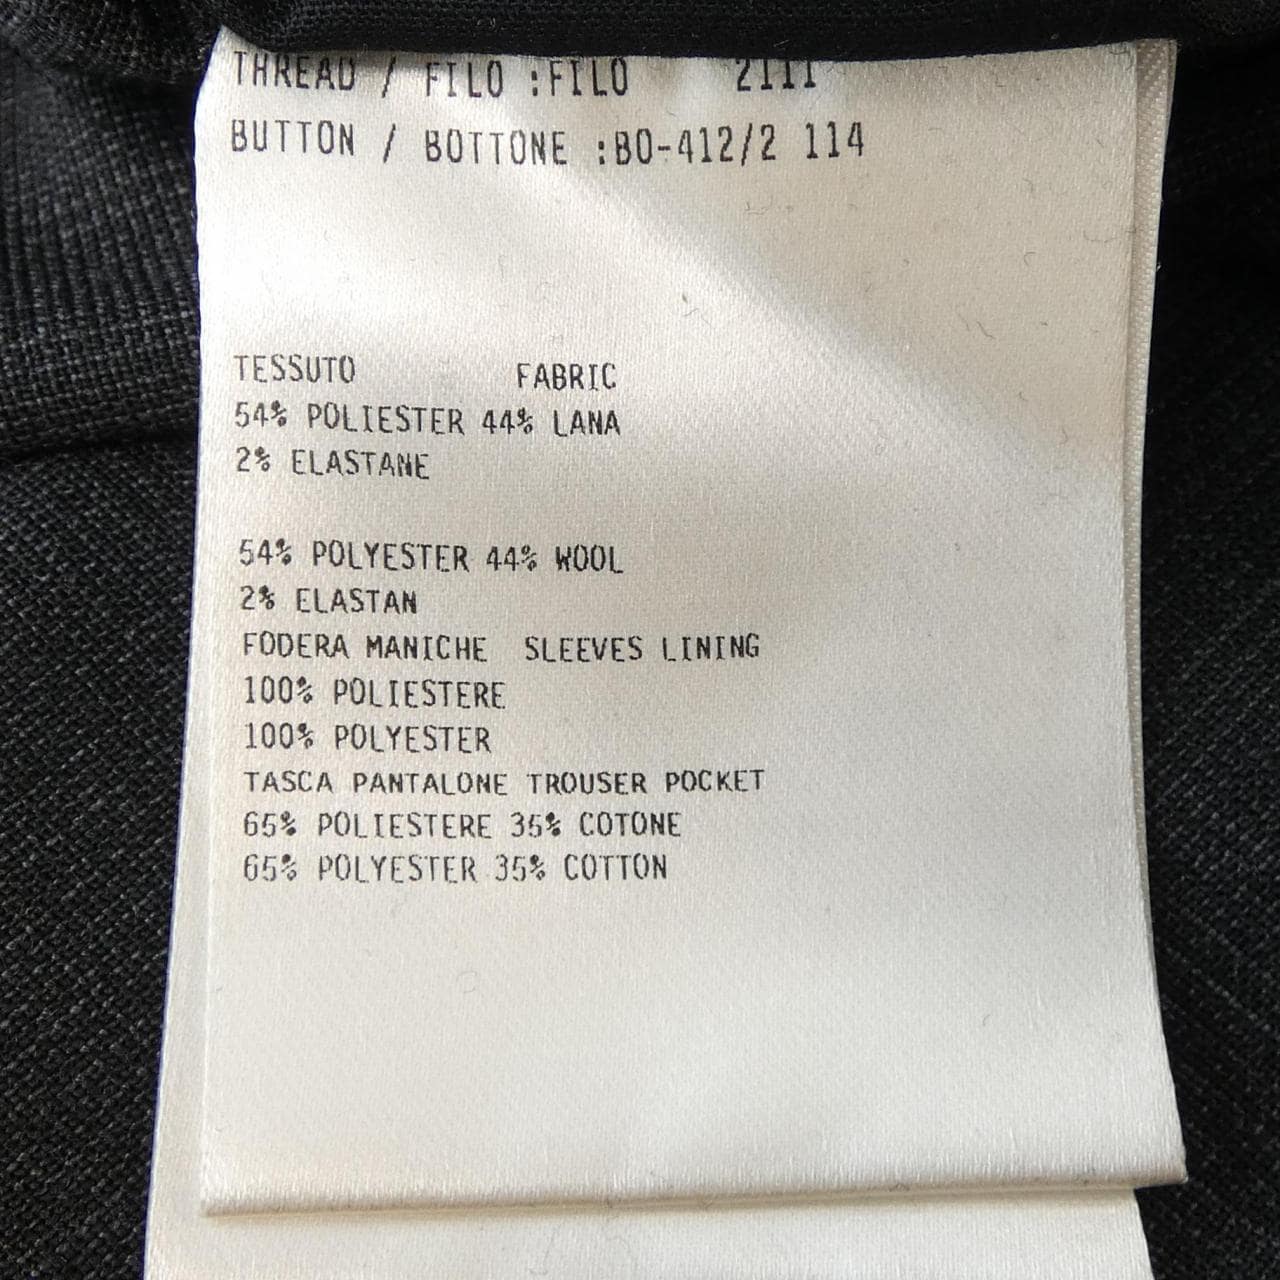 THREAD / FILO :FILO 2111
BUTTON / BOTTONE :BO-412/2 114
TESSUTO FABRIC
54% POLIESTER 44% LANA
2% ELASTANE
54% POLYESTER 44% WOOL
2% ELASTAN
FODERA MANICHE SLEEVES LINING
100% POLIESTERE
100% POLYESTER
TASCA PANTALONE TROUSER POCKET
65% POLIESTERE 35% COTONE
65% POLYESTER 35% COTTON